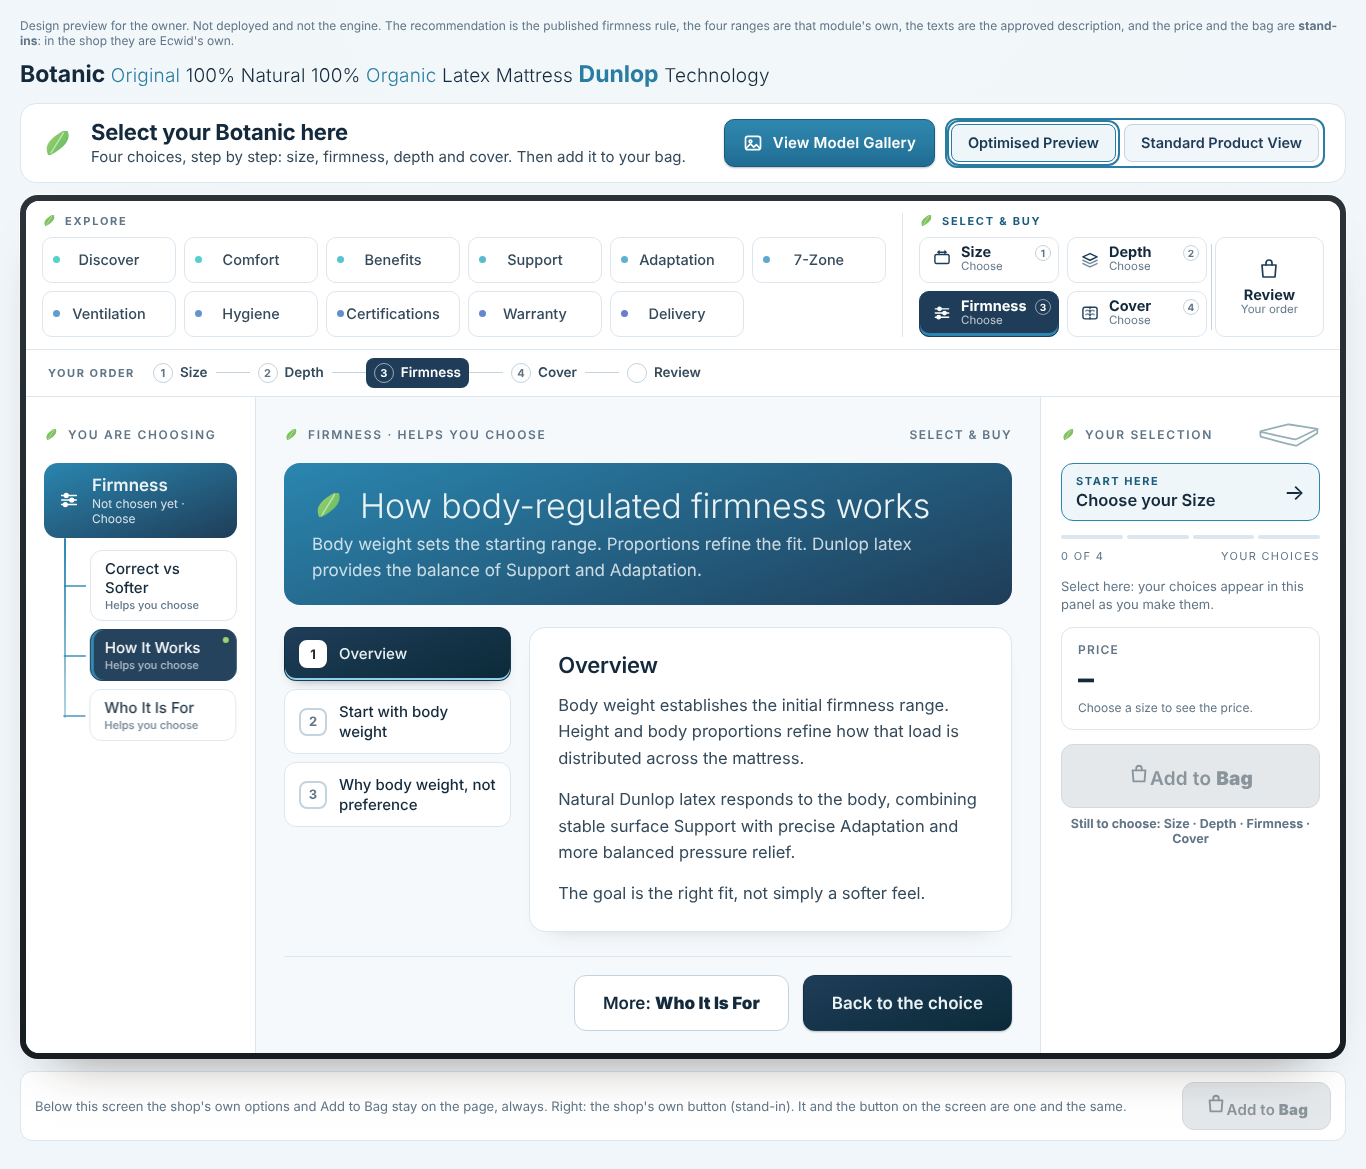 Design preview for the owner. Not deployed and not the engine. The recommendation is the published firmness rule, the four ranges are that module's own, the texts are the approved description, and the price and the bag are stand-
ins: in the shop they are Ecwid's own.
Botanic Original 100% Natural 100% Organic Latex Mattress Dunlop Technology
Select your Botanic here
Four choices, step by step: size, firmness, depth and cover. Then add it to your bag.
View Model Gallery
Optimised Preview
Standard Product View
EXPLORE
Discover
Comfort
Benefits
Support
Adaptation
7-Zone
Ventilation
Hygiene
Certifications
Warranty
Delivery
SELECT & BUY
Size
Choose
1
Depth
Choose
2
Firmness
Choose
3
Cover
Choose
4
Review
Your order
YOUR ORDER
1 Size
2 Depth
3 Firmness
4 Cover
Review
YOU ARE CHOOSING
Firmness
Not chosen yet ·
Choose
Correct vs
Softer
Helps you choose
How It Works
Helps you choose
Who It Is For
Helps you choose
FIRMNESS · HELPS YOU CHOOSE
SELECT & BUY
How body-regulated firmness works
Body weight sets the starting range. Proportions refine the fit. Dunlop latex
provides the balance of Support and Adaptation.
1 Overview
2 Start with body
weight
3 Why body weight, not
preference
Overview
Body weight establishes the initial firmness range.
Height and body proportions refine how that load is
distributed across the mattress.
Natural Dunlop latex responds to the body, combining
stable surface Support with precise Adaptation and
more balanced pressure relief.
The goal is the right fit, not simply a softer feel.
More: Who It Is For
Back to the choice
YOUR SELECTION
START HERE
Choose your Size
0 OF 4
YOUR CHOICES
Select here: your choices appear in this
panel as you make them.
PRICE
–
Choose a size to see the price.
Add to Bag
Still to choose: Size · Depth · Firmness ·
Cover
Below this screen the shop's own options and Add to Bag stay on the page, always. Right: the shop's own button (stand-in). It and the button on the screen are one and the same.
Add to Bag